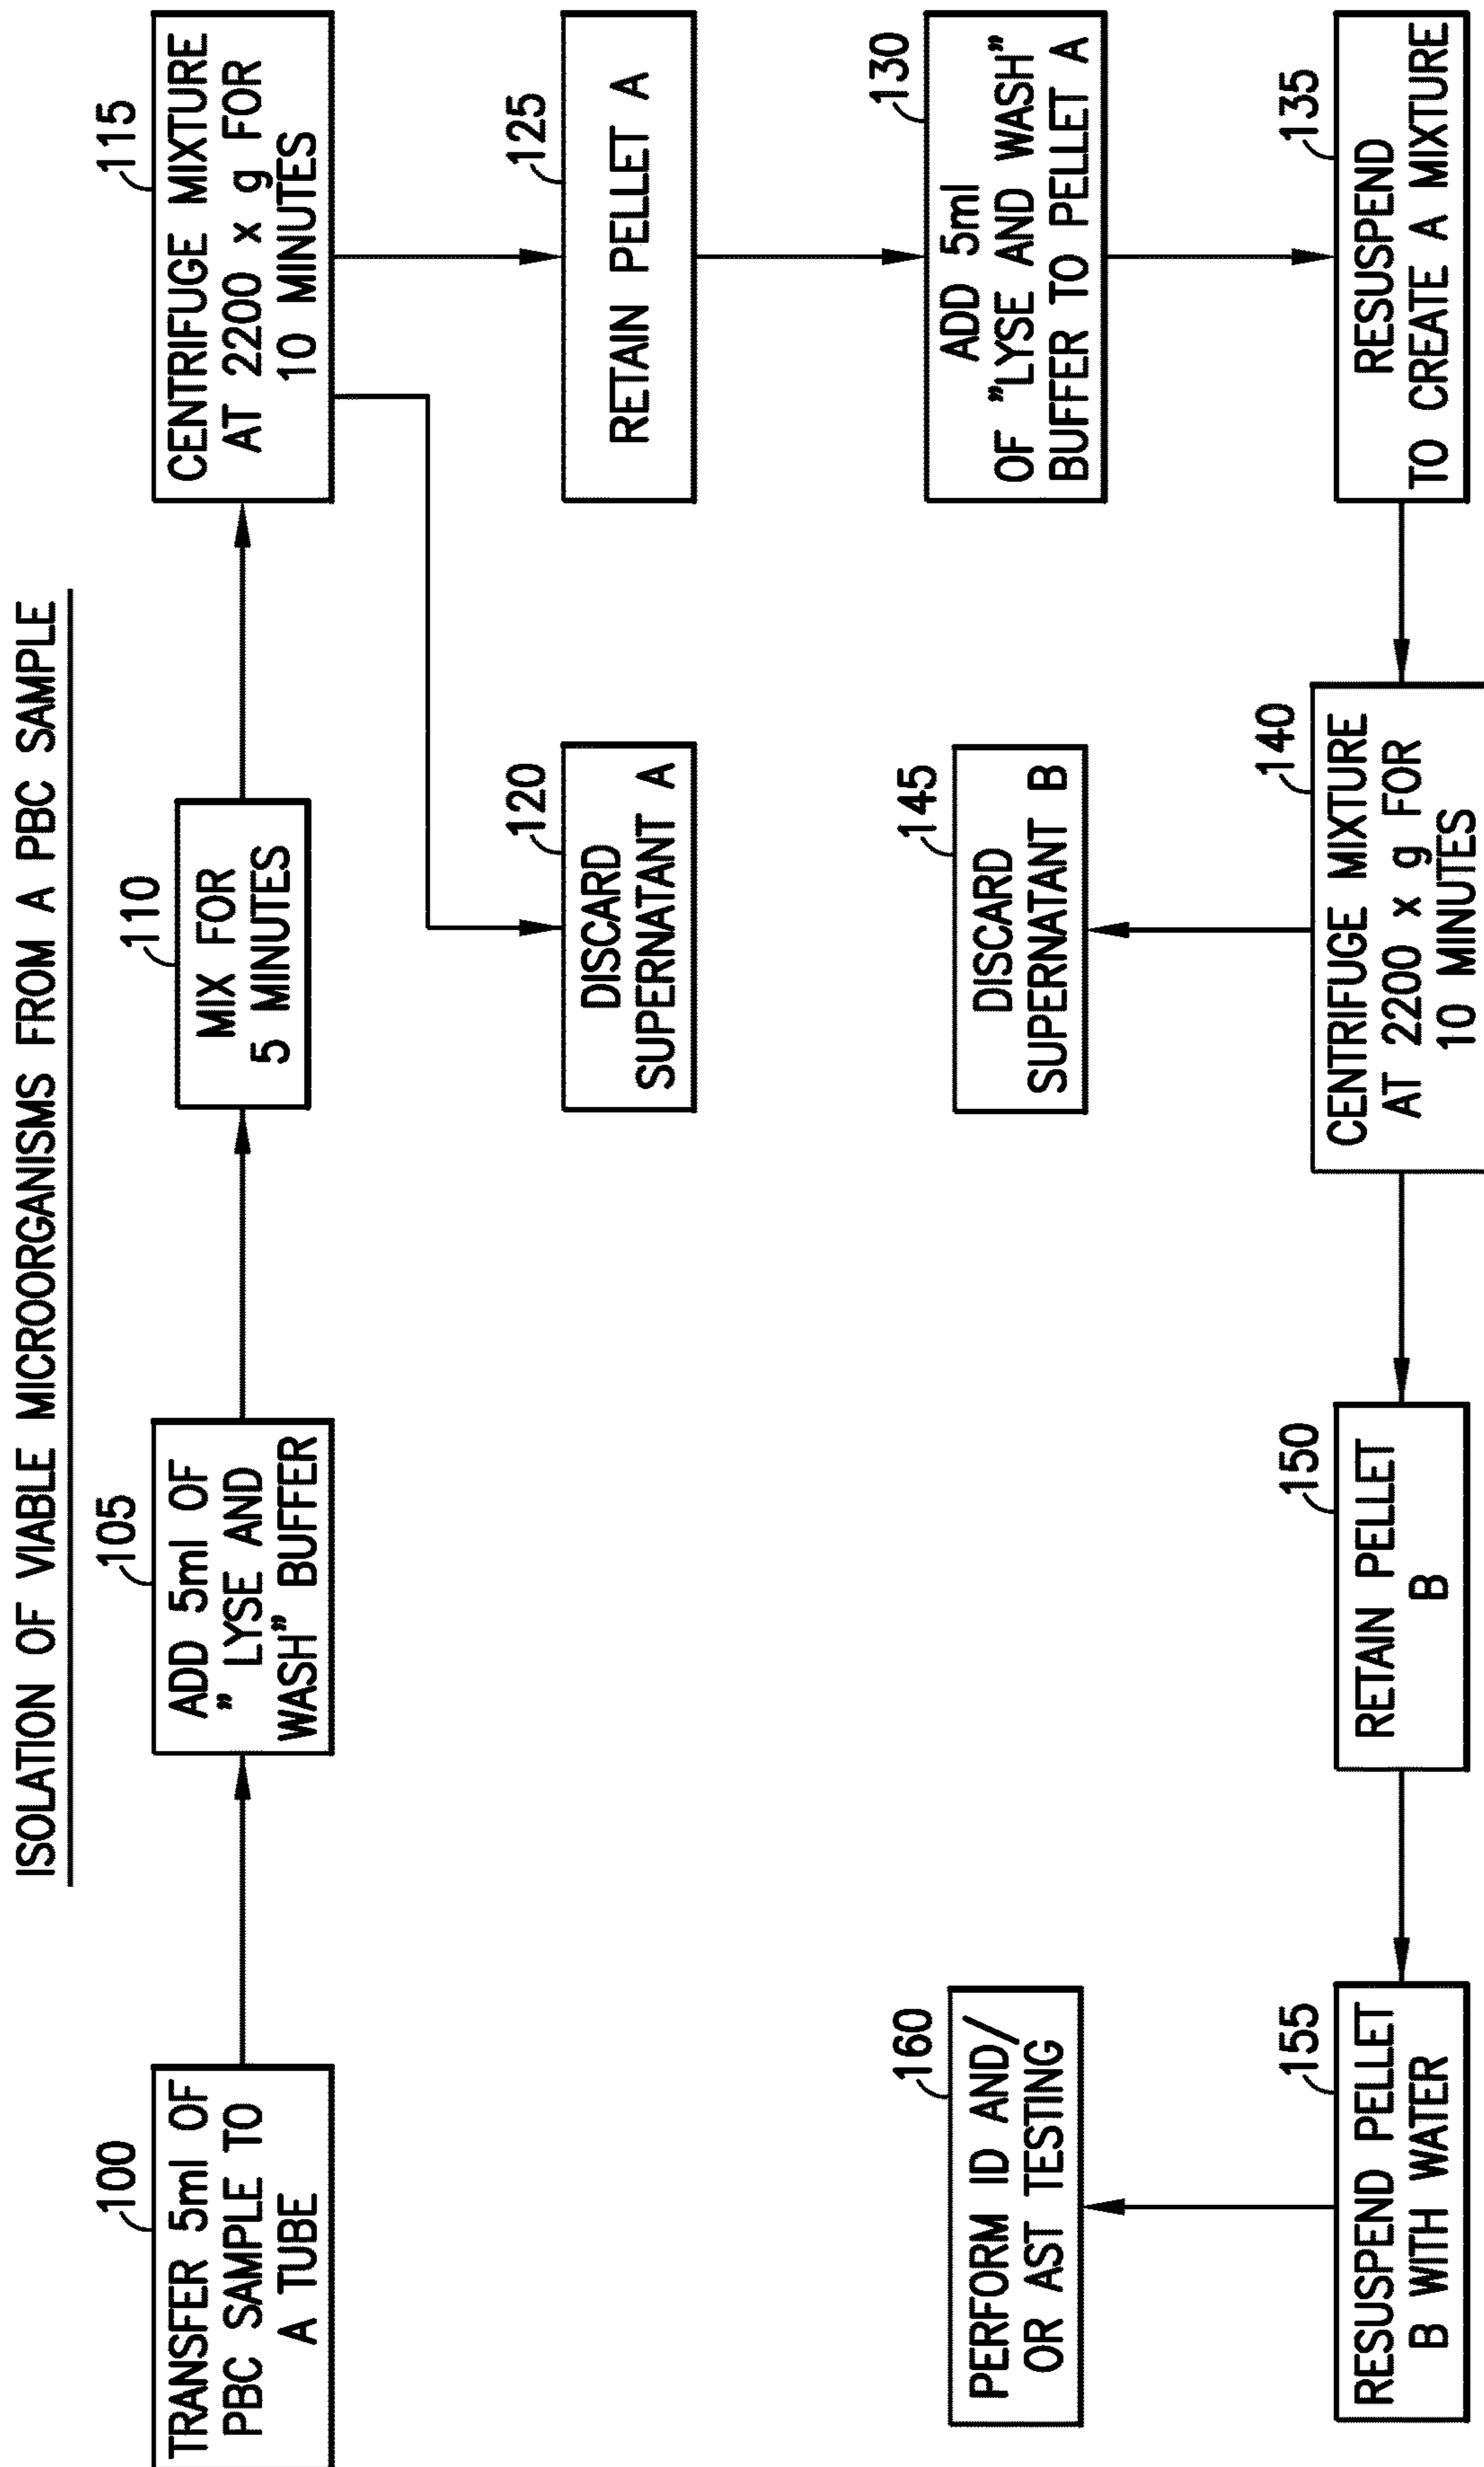 ISOLATION OF VIABLE MICROORGANISMS FROM A PBC SAMPLE
100
TRANSFER 5ml OF
PBC SAMPLE TO
A TUBE
105
ADD 5ml OF
" LYSE AND
WASH" BUFFER
110
MIX FOR
5 MINUTES
115
CENTRIFUGE MIXTURE
AT 2200 x g FOR
10 MINUTES
120
DISCARD
SUPERNATANT A
125
RETAIN PELLET A
130
ADD 5ml
OF "LYSE AND WASH"
BUFFER TO PELLET A
135
RESUSPEND
TO CREATE A MIXTURE
140
CENTRIFUGE MIXTURE
AT 2200 x g FOR
10 MINUTES
145
DISCARD
SUPERNATANT B
150
RETAIN PELLET
B
155
RESUSPEND PELLET
B WITH WATER
160
PERFORM ID AND/
OR AST TESTING